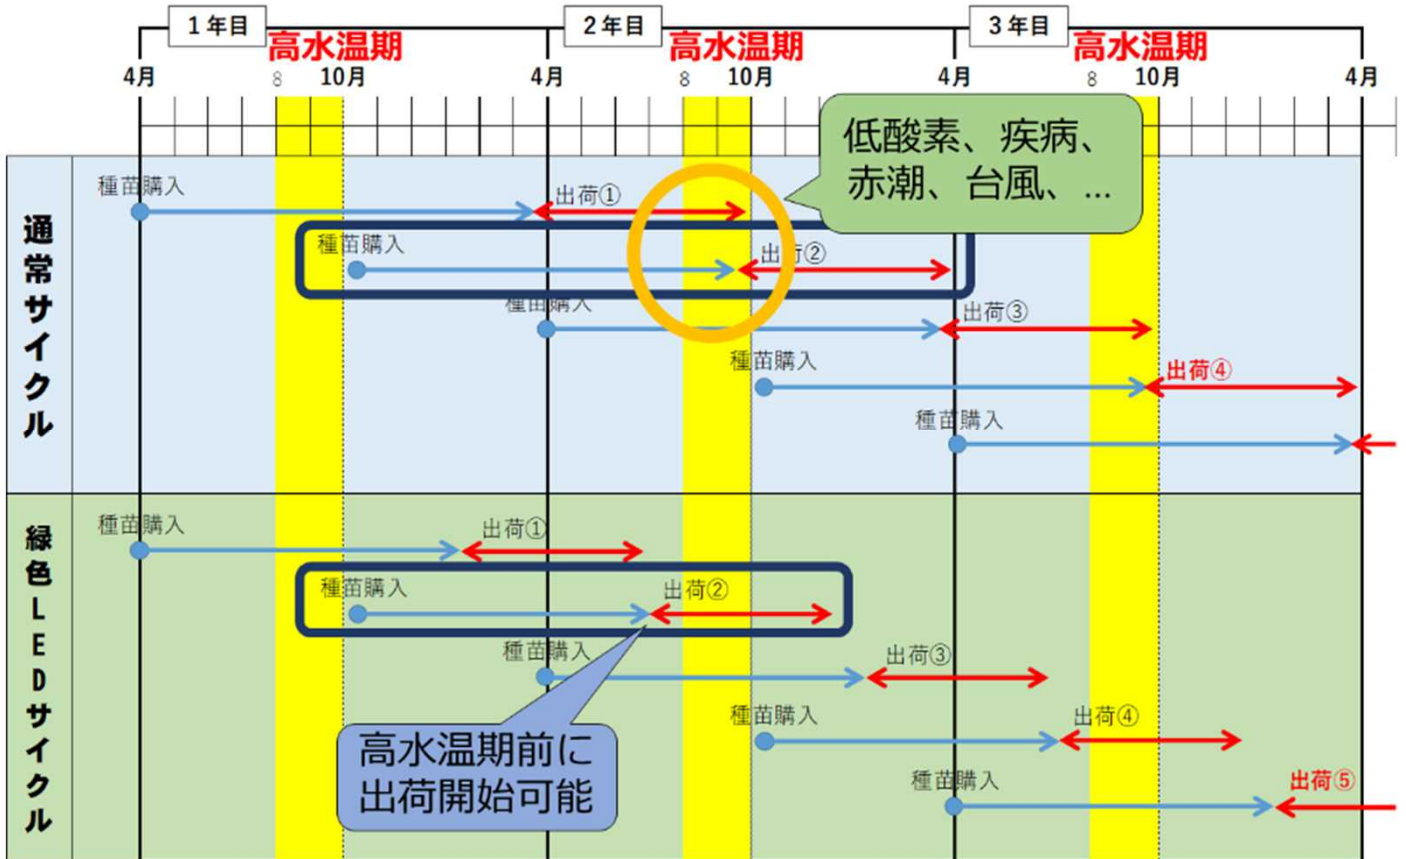 1年目
2年目
3年目
高水温期
高水温期
高水温期
4月
8
10月
4月
8
10月
4月
8
10月
4月
低酸素、疾病、
赤潮、台風、...
通常サイクル
種苗購入
出荷①
種苗購入
出荷②
種苗購入
出荷③
種苗購入
出荷④
種苗購入
緑色LEDサイクル
種苗購入
出荷①
種苗購入
出荷②
種苗購入
出荷③
種苗購入
出荷④
種苗購入
出荷⑤
高水温期前に
出荷開始可能